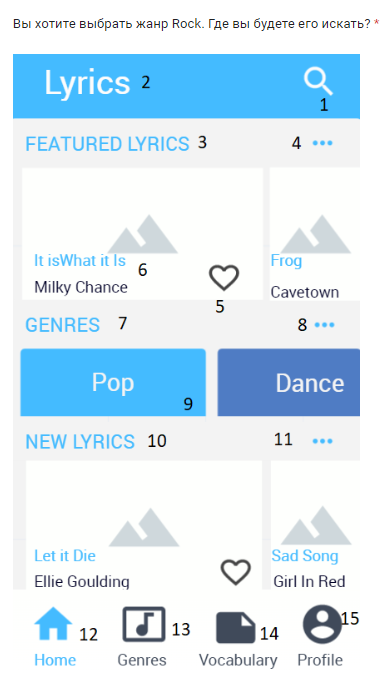 Вы хотите выбрать жанр Rock. Где вы будете его искать? *
Lyrics 2
1
FEATURED LYRICS 3 4 •••
It isWhat it Is 6 Frog
Milky Chance 5 Cavetown
GENRES 7 8 •••
Pop 9 Dance
NEW LYRICS 10 11 •••
Let it Die Sad Song
Ellie Goulding Girl In Red
12 13 14 15
Home Genres Vocabulary Profile